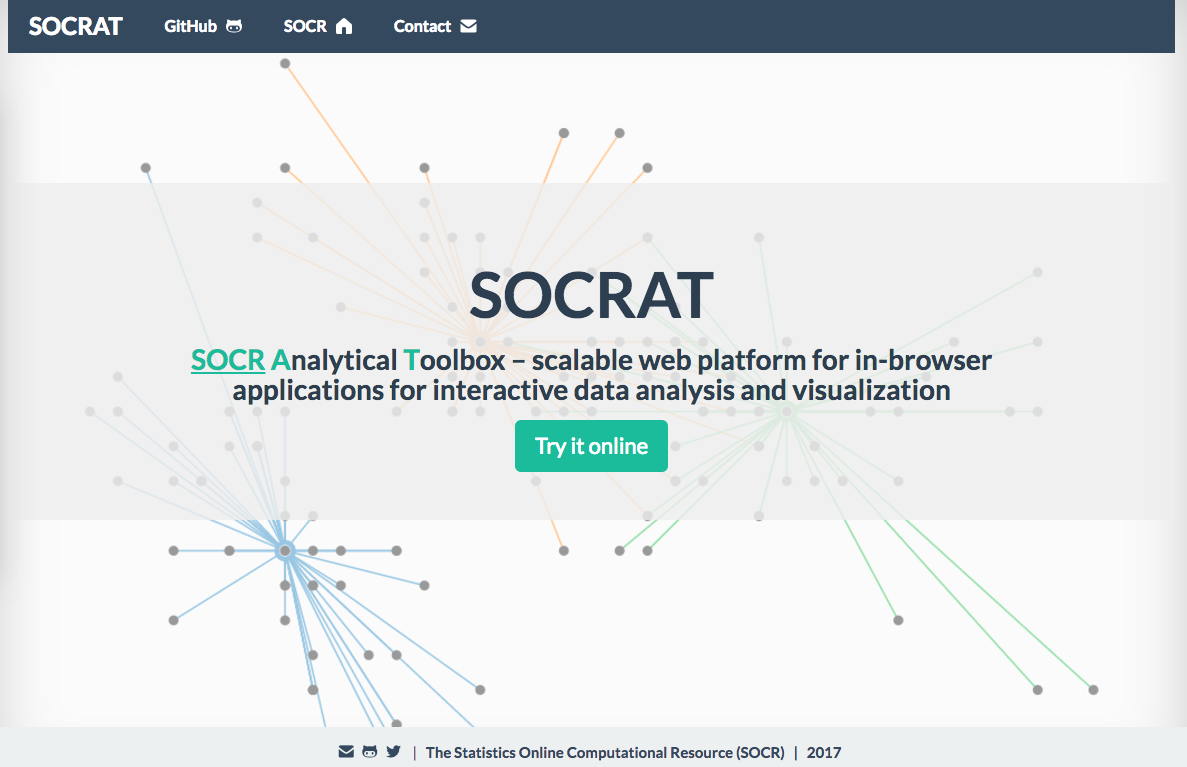 SOCRAT GitHub SOCR Contact
SOCRAT
SOCR Analytical Toolbox – scalable web platform for in-browser
applications for interactive data analysis and visualization
Try it online
| The Statistics Online Computational Resource (SOCR) | 2017